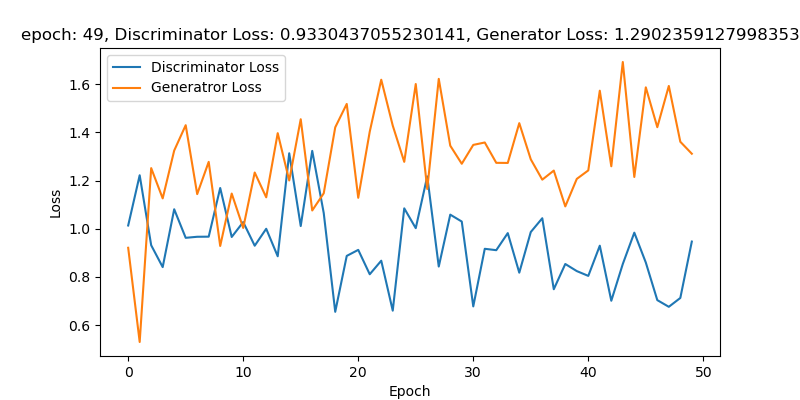 epoch: 49, Discriminator Loss: 0.9330437055230141, Generator Loss: 1.2902359127998353
Discriminator Loss
Generatror Loss
1.6
1.4
1.2
1.0
0.8
0.6
Loss
0 10 20 30 40 50
Epoch